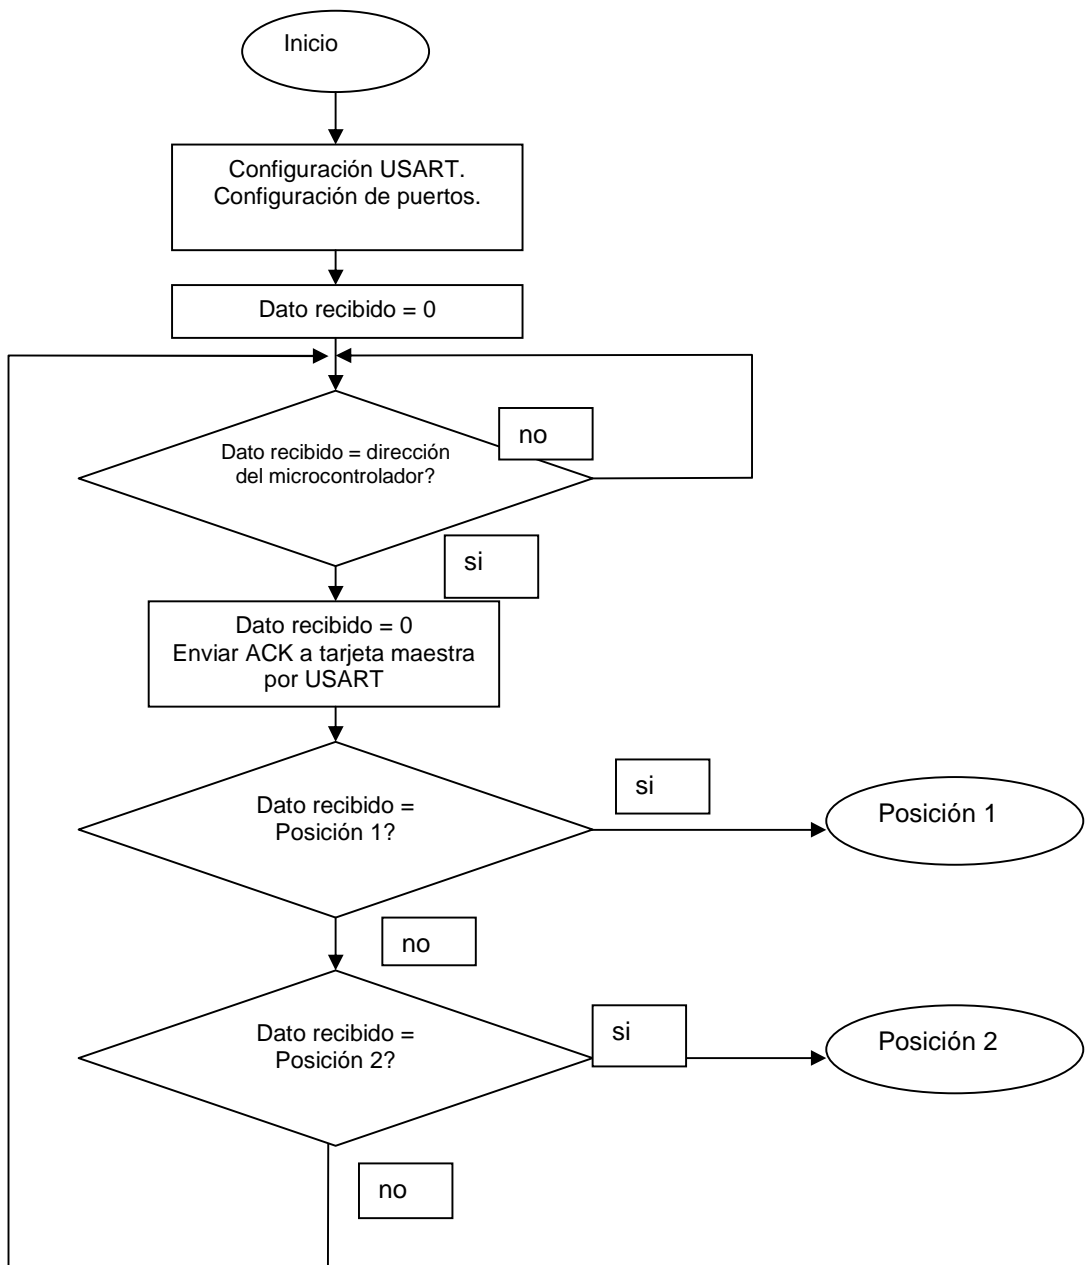 Inicio
Configuración USART.
Configuración de puertos.
Dato recibido = 0
Dato recibido = dirección
del microcontrolador?
no
si
Dato recibido = 0
Enviar ACK a tarjeta maestra
por USART
Dato recibido =
Posición 1?
si
Posición 1
no
Dato recibido =
Posición 2?
si
Posición 2
no